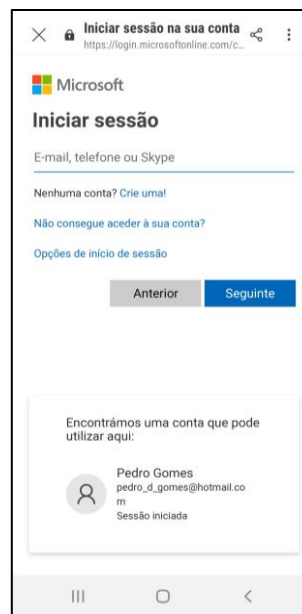 Iniciar sessão na sua conta
https://login.microsoftonline.com/c…
Microsoft
Iniciar sessão
E-mail, telefone ou Skype
Nenhuma conta? Crie uma!
Não consegue aceder à sua conta?
Opções de início de sessão
Anterior Seguinte
Encontrámos uma conta que pode
utilizar aqui:
Pedro Gomes
pedro_d_gomes@hotmail.co
m
Sessão iniciada